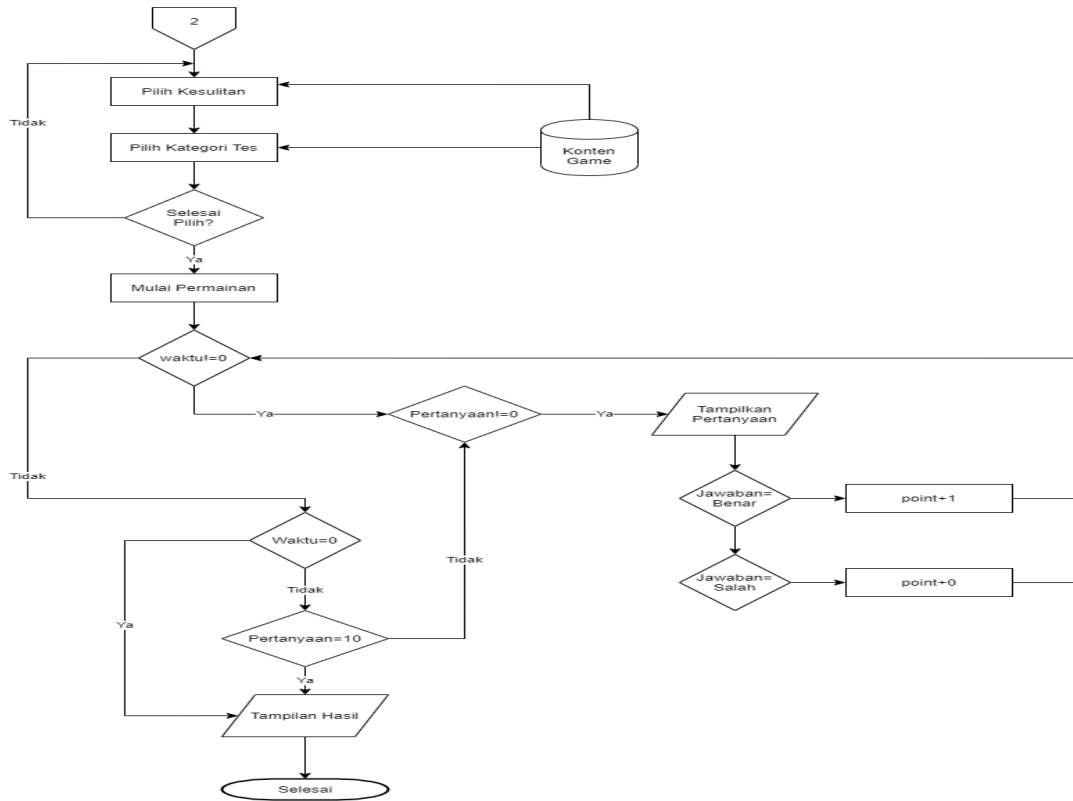 2
Pilih Kesulitan
Tidak
Pilih Kategori Tes
Konten
Game
Selesai
Pilih?
Ya
Mulai Permainan
waktu!=0
Ya
Pertanyaan!=0
Ya
Tampilkan
Pertanyaan
Tidak
Jawaban=
Benar
point+1
Waktu=0
Tidak
Tidak
Jawaban=
Salah
point+0
Ya
Pertanyaan=10
Ya
Tampilan Hasil
Selesai